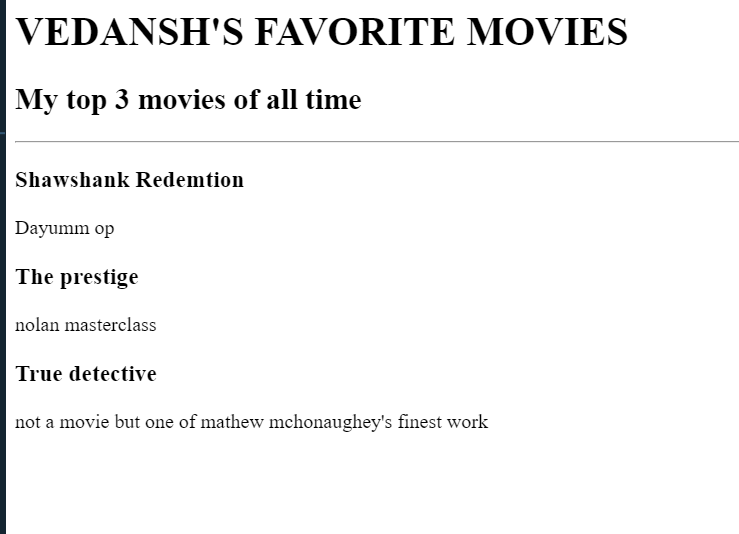 VEDANSH'S FAVORITE MOVIES
My top 3 movies of all time
Shawshank Redemtion
Dayumm op
The prestige
nolan masterclass
True detective
not a movie but one of mathew mchonaughey's finest work